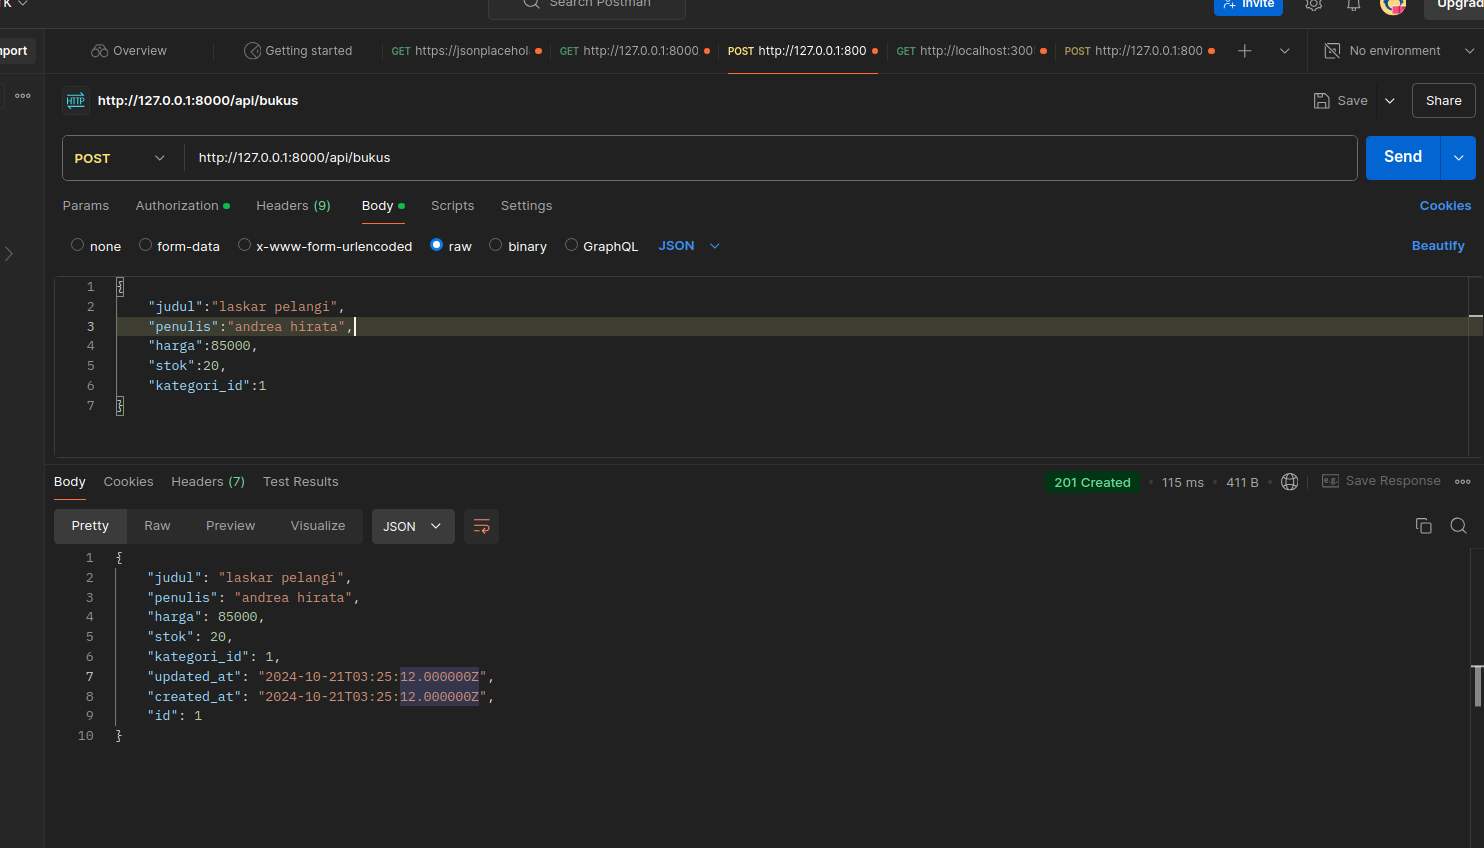 K
Search Postman
Invite
Upgrad
mport
Overview
Getting started
GET https://jsonplacehol
GET http://127.0.0.1:8000
POST http://127.0.0.1:800
GET http://localhost:300
POST http://127.0.0.1:800
No environment
HTTP
http://127.0.0.1:8000/api/bukus
Save
Share
POST
http://127.0.0.1:8000/api/bukus
Send
Params
Authorization
Headers (9)
Body
Scripts
Settings
Cookies
none
form-data
x-www-form-urlencoded
raw
binary
GraphQL
JSON
Beautify
1 {
2 "judul":"laskar pelangi",
3 "penulis":"andrea hirata",
4 "harga":85000,
5 "stok":20,
6 "kategori_id":1
7 }
Body
Cookies
Headers (7)
Test Results
201 Created
115 ms
411 B
e.g.
Save Response
Pretty
Raw
Preview
Visualize
JSON
1 {
2 "judul": "laskar pelangi",
3 "penulis": "andrea hirata",
4 "harga": 85000,
5 "stok": 20,
6 "kategori_id": 1,
7 "updated_at": "2024-10-21T03:25:12.000000Z",
8 "created_at": "2024-10-21T03:25:12.000000Z",
9 "id": 1
10 }